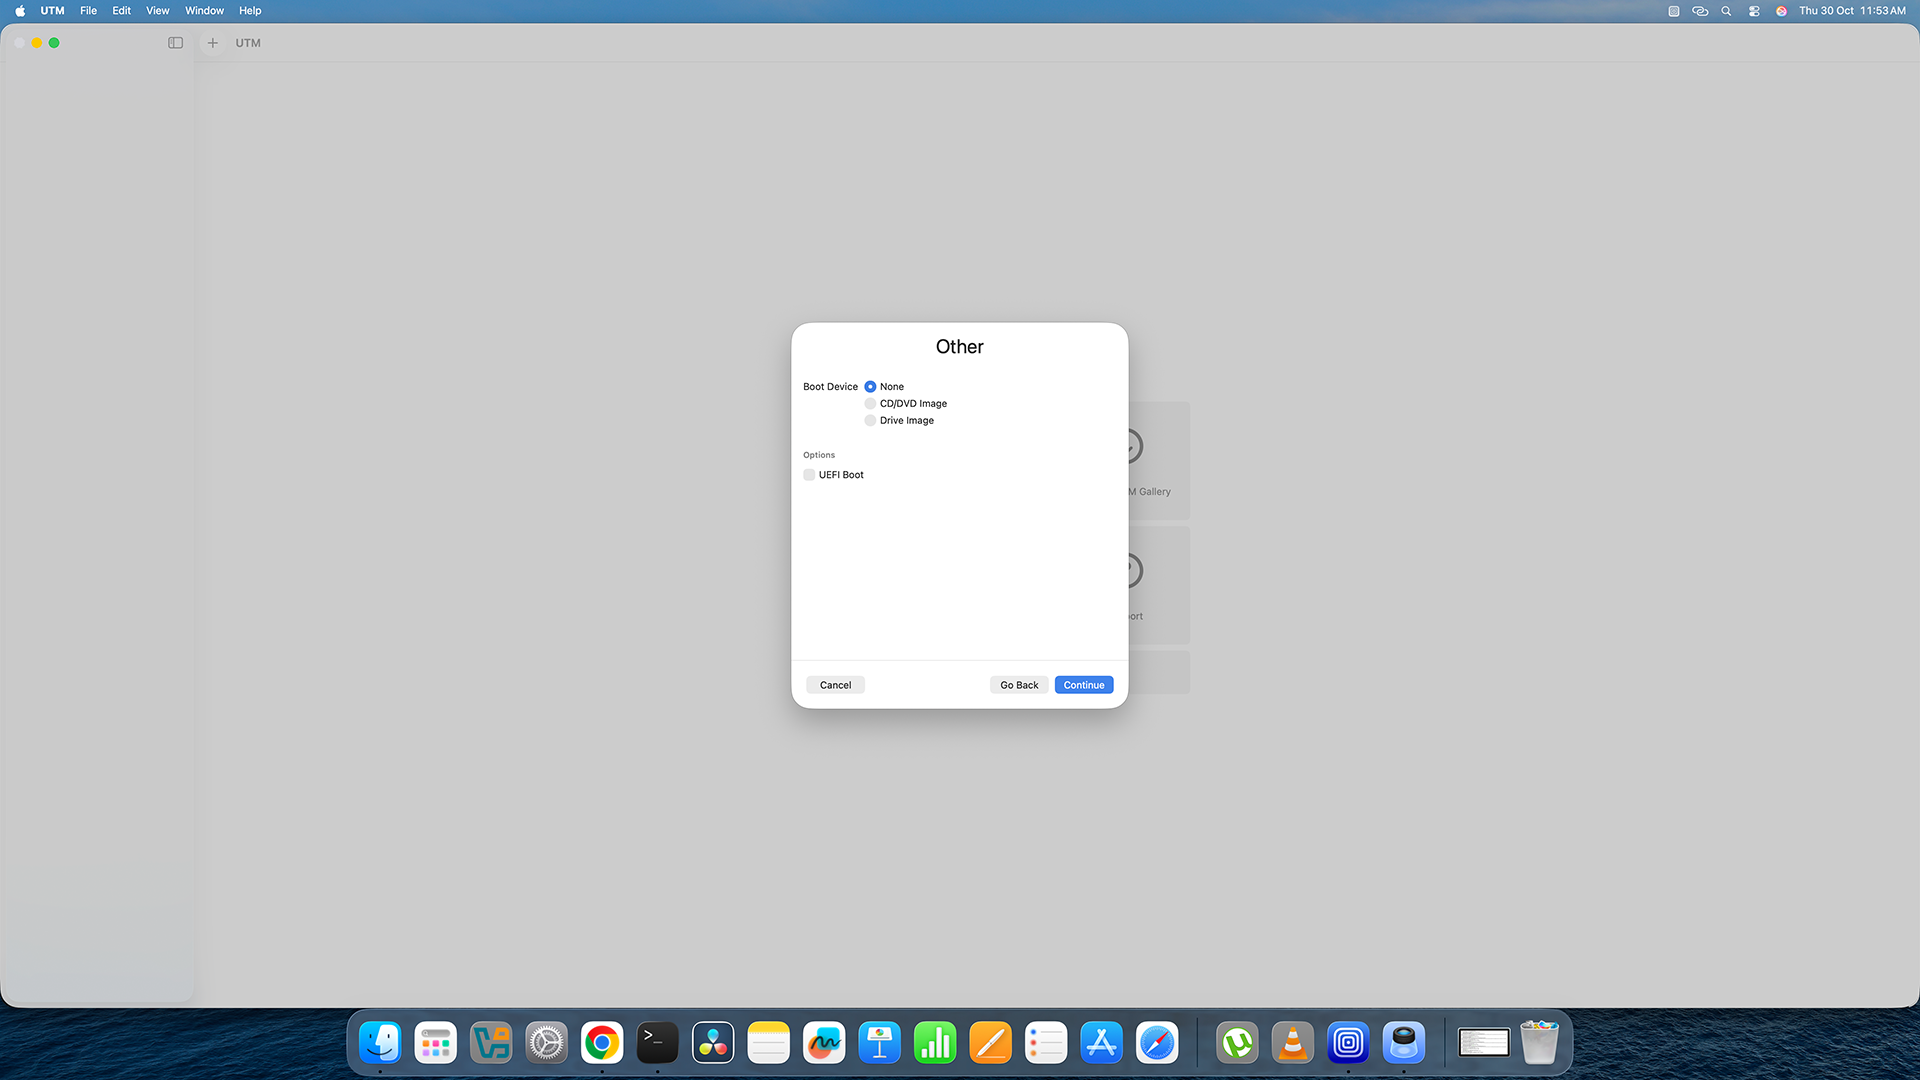 UTM File Edit View Window Help
Thu 30 Oct 11:53 AM
UTM
Other
Boot Device None
CD/DVD Image
Drive Image
Options
UEFI Boot
M Gallery
ort
Cancel Go Back Continue